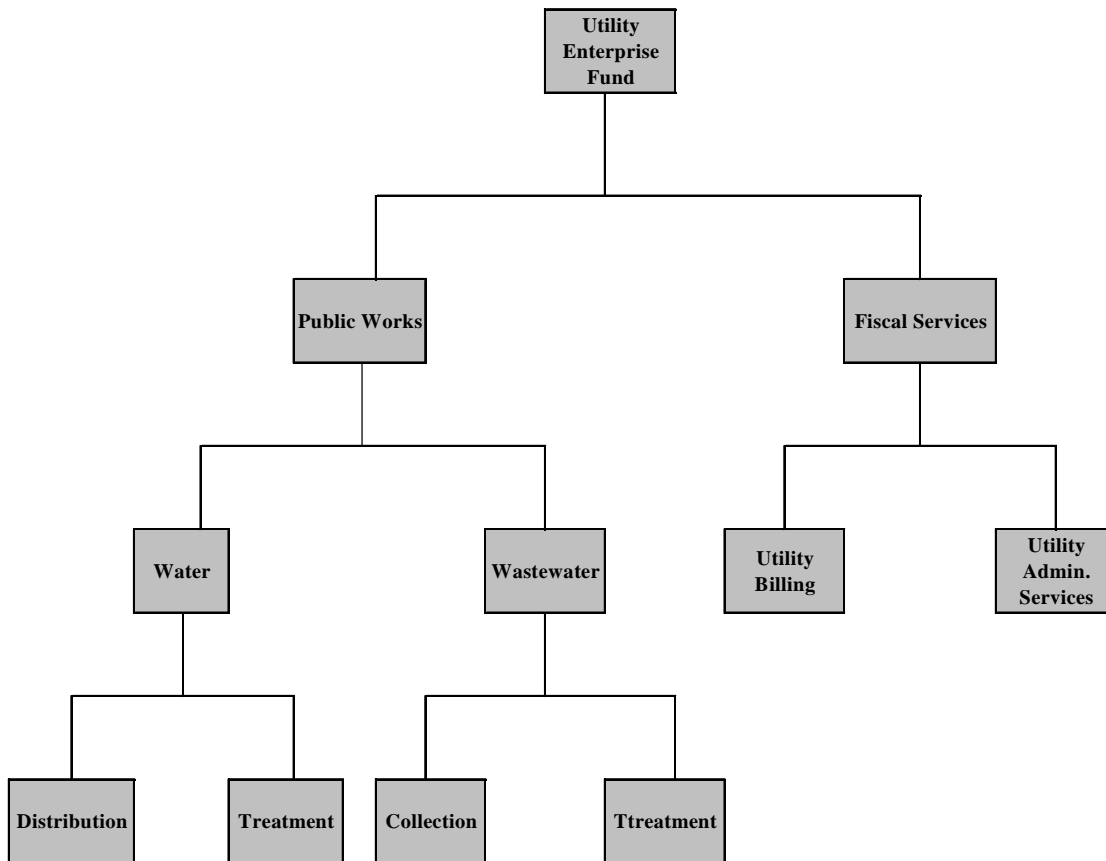 Utility
Enterprise
Fund
Public Works
Fiscal Services
Water
Wastewater
Utility
Billing
Utility
Admin.
Services
Distribution
Treatment
Collection
Ttreatment